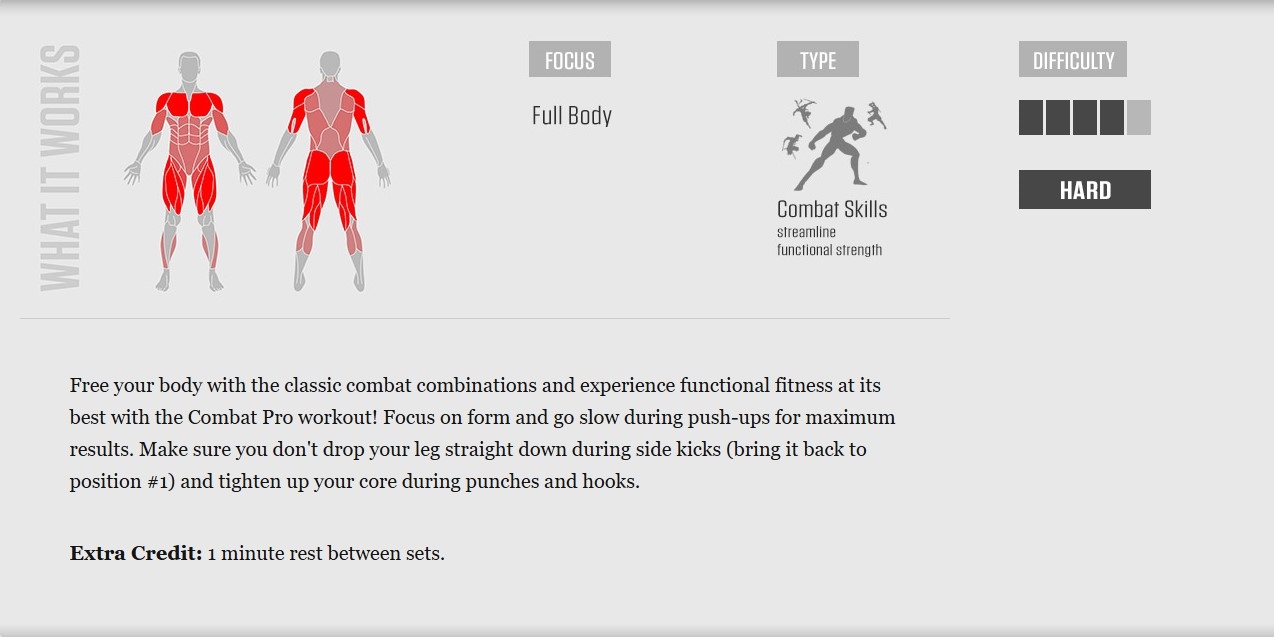 WHAT IT WORKS
FOCUS
Full Body
TYPE
Combat Skills
streamline
functional strength
DIFFICULTY
HARD
Free your body with the classic combat combinations and experience functional fitness at its
best with the Combat Pro workout! Focus on form and go slow during push-ups for maximum
results. Make sure you don't drop your leg straight down during side kicks (bring it back to
position #1) and tighten up your core during punches and hooks.
Extra Credit: 1 minute rest between sets.